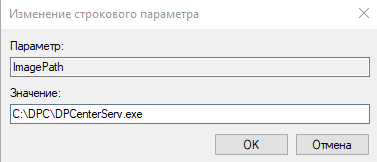 Изменение строкового параметра
Параметр:
ImagePath
Значение:
C:\DPC\DPCenterServ.exe
OK
Отмена